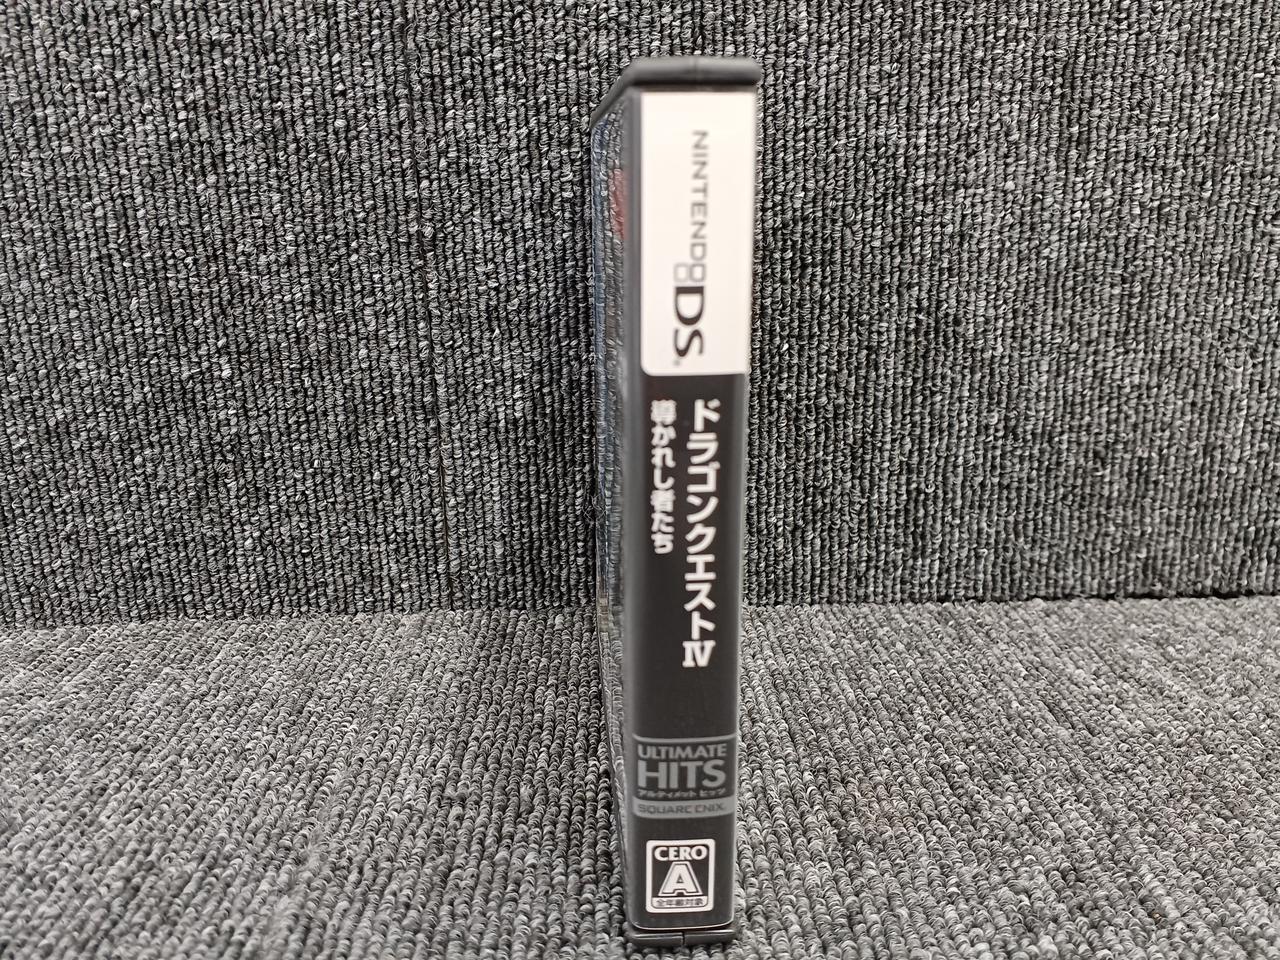 NINTENDO DS
ドラゴンクエストIV
導かれし者たち
ULTIMATE
HITS
アルティメット ヒッツ
SQUARE ENIX
CERO
A
全年齢対象